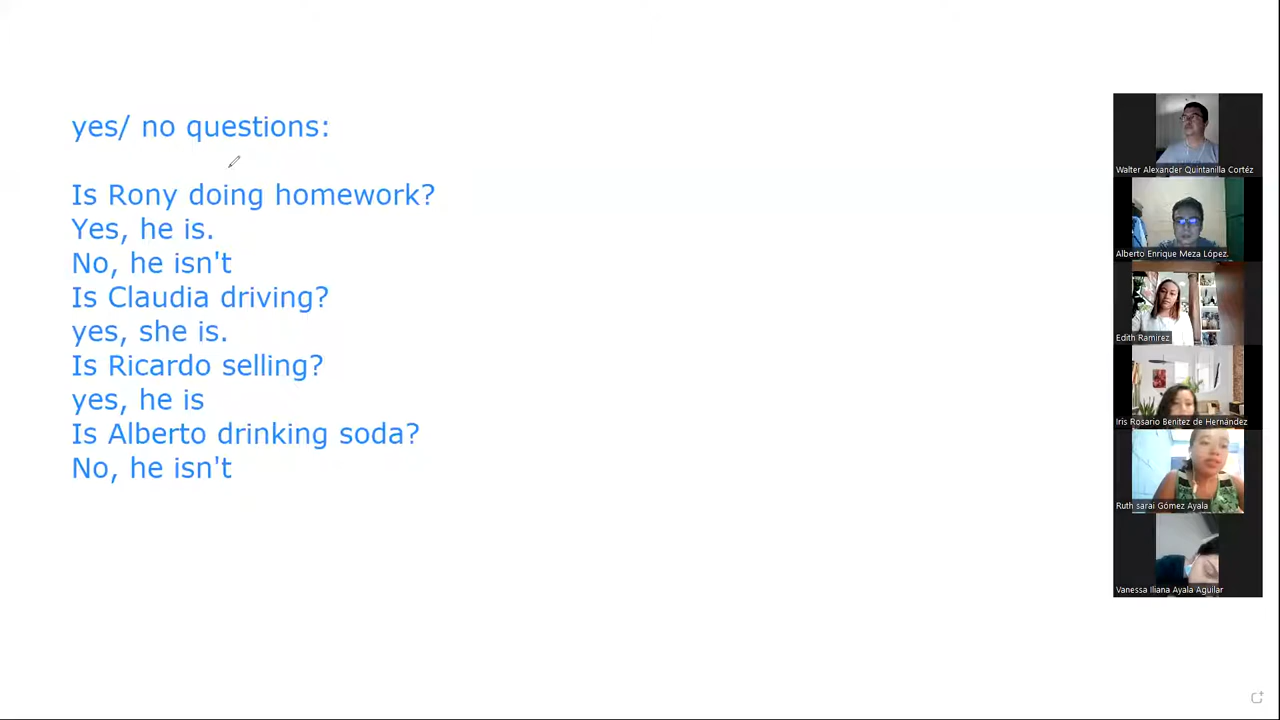 yes/ no questions:
Is Rony doing homework?
Yes, he is.
No, he isn't
Is Claudia driving?
yes, she is.
Is Ricardo selling?
yes, he is
Is Alberto drinking soda?
No, he isn't
Walter Alexander Quintanilla Cortéz
Alberto Enrique Meza López.
Edith Ramirez
Iris Rosario Benitez de Hernández
Ruth sarai Gómez Ayala
Vanessa Iliana Ayala Aguilar